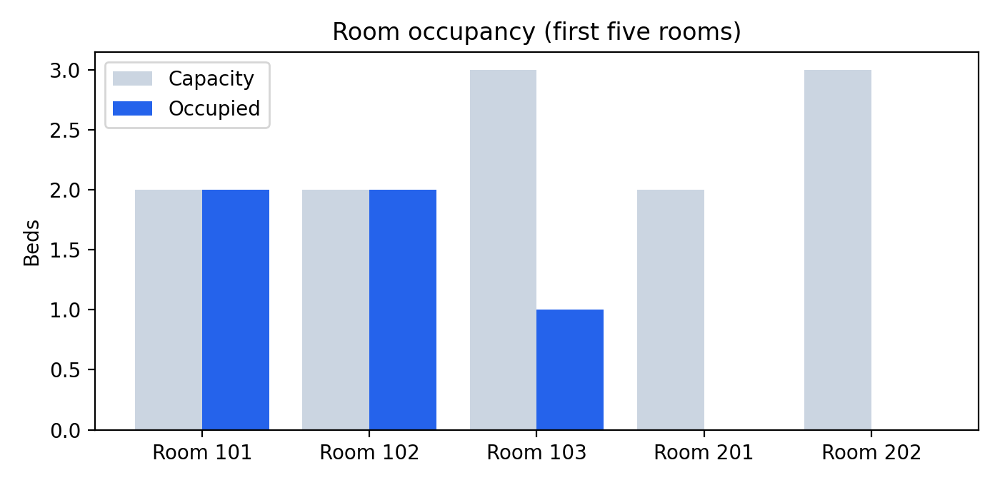 Room occupancy (first five rooms)
Capacity
Occupied
Beds
3.0
2.5
2.0
1.5
1.0
0.5
0.0
Room 101
Room 102
Room 103
Room 201
Room 202